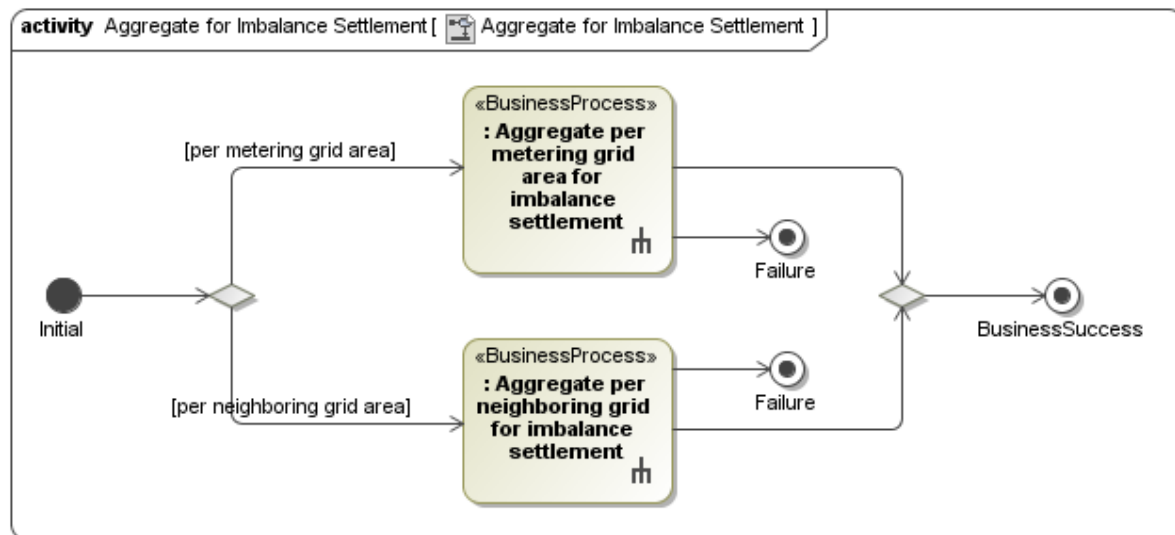 activity Aggregate for Imbalance Settlement [ Aggregate for Imbalance Settlement ]
«BusinessProcess»
: Aggregate per
metering grid
area for
imbalance
settlement
[per metering grid area]
Failure
Initial
BusinessSuccess
«BusinessProcess»
: Aggregate per
neighboring grid
for imbalance
settlement
[per neighboring grid area]
Failure